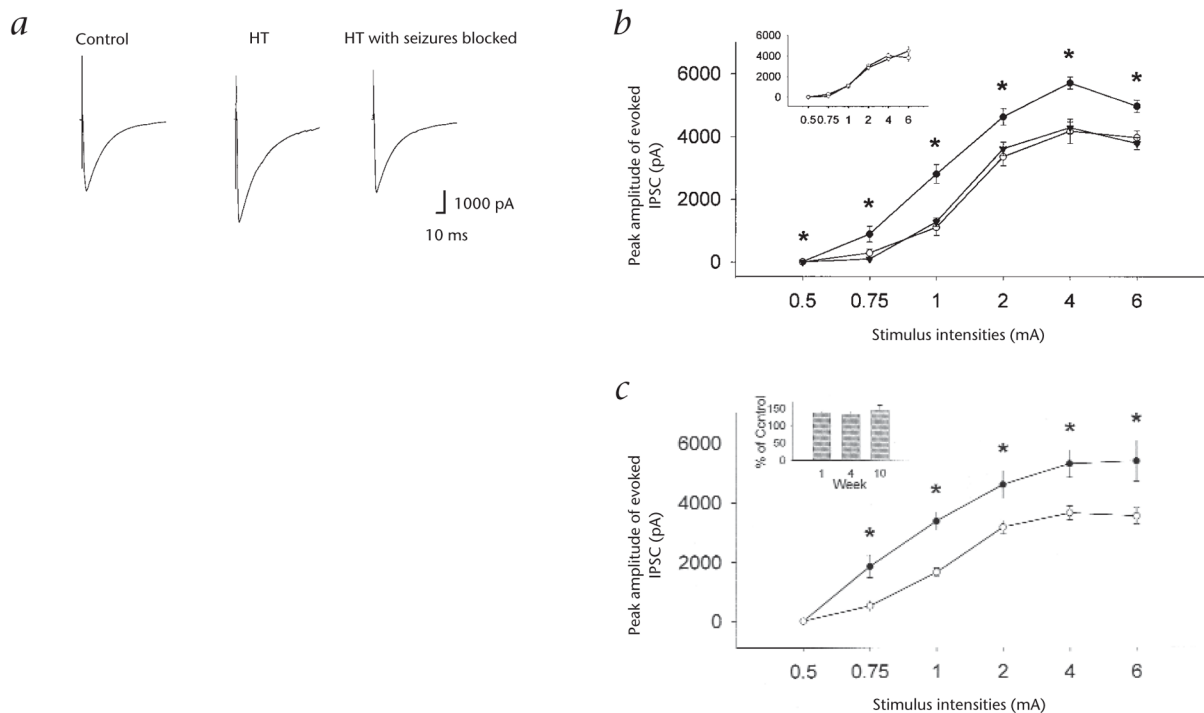 a
Control HT HT with seizures blocked
1000 pA
10 ms
b
Peak amplitude of evoked
IPSC (pA)
6000
4000
2000
0
0.5 0.75 1 2 4 6
6000 * * * * * *
4000
2000
0
0.5 0.75 1 2 4 6
Stimulus intensities (mA)
c
Peak amplitude of evoked
IPSC (pA)
% of Control
150
100
50
0
1 4 10
Week
6000 * * * * *
4000
2000
0
0.5 0.75 1 2 4 6
Stimulus intensities (mA)